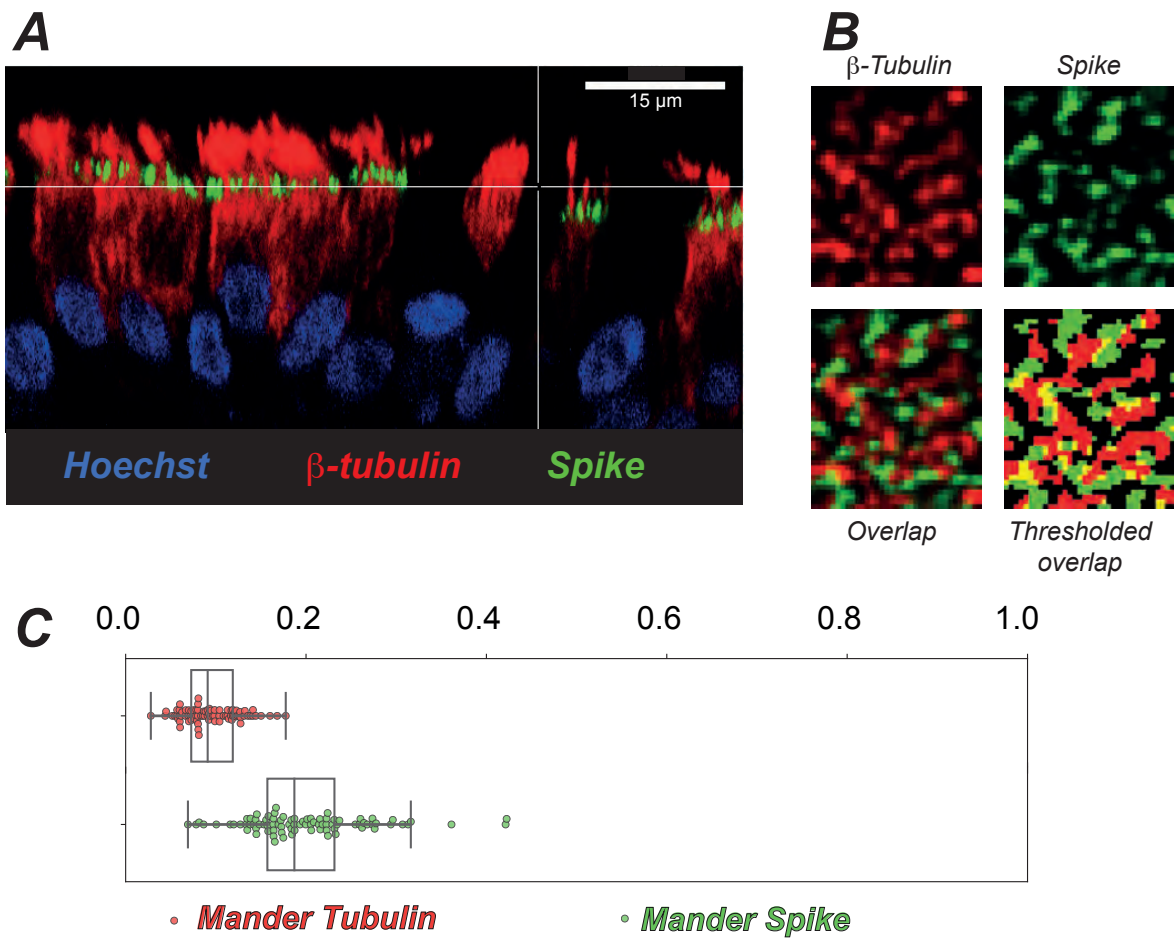 A
B
β-Tubulin Spike
15 µm
Hoechst β-tubulin Spike
Overlap Thresholded
overlap
C
0.0 0.2 0.4 0.6 0.8 1.0
Mander Tubulin Mander Spike